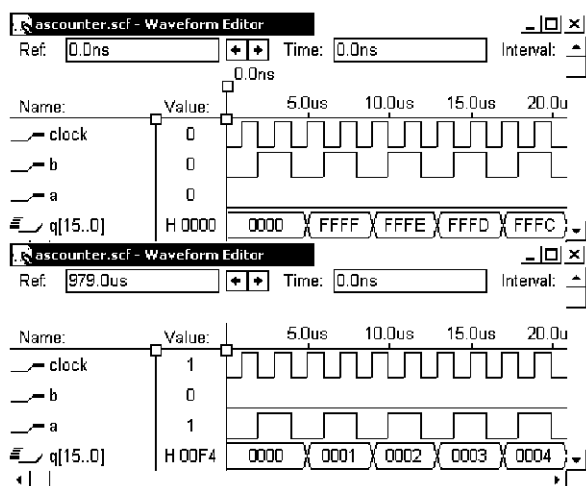 ascounter.scf - Waveform Editor
Ref: 0.0ns Time: 0.0ns Interval:
0.0ns
Name: Value: 5.0us 10.0us 15.0us 20.0u
clock 0
b 0
a 0
q[15..0] H 0000 0000 FFFF FFFE FFFD FFFC
ascounter.scf - Waveform Editor
Ref: 979.0us Time: 0.0ns Interval:
Name: Value: 5.0us 10.0us 15.0us 20.0u
clock 1
b 0
a 1
q[15..0] H 00F4 0000 0001 0002 0003 0004